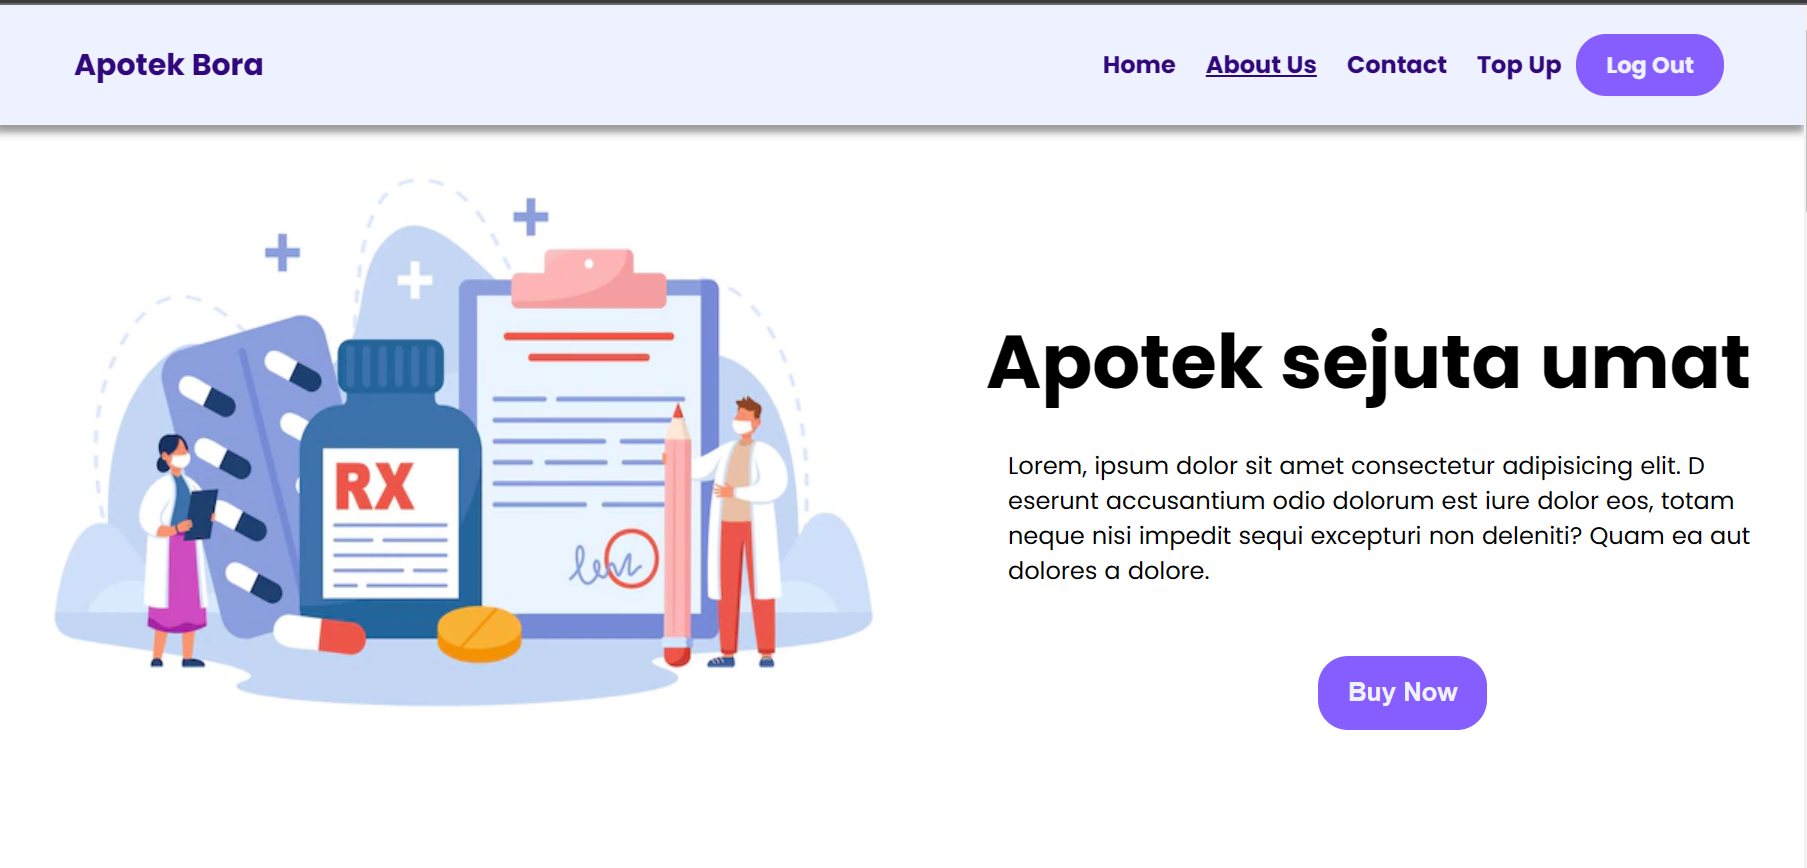 Apotek Bora
Home About Us Contact Top Up Log Out
RX
Apotek sejuta umat
Lorem, ipsum dolor sit amet consectetur adipisicing elit. D
eserunt accusantium odio dolorum est iure dolor eos, totam
neque nisi impedit sequi excepturi non deleniti? Quam ea aut
dolores a dolore.
Buy Now